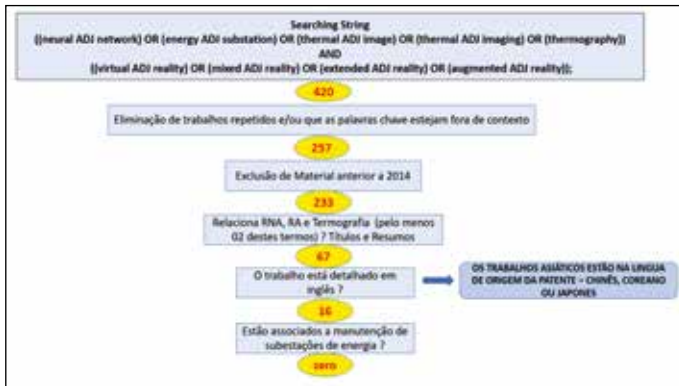 Searching String
((neural ADJ network) OR (energy ADJ substation) OR (thermal ADJ image) OR (thermal ADJ imaging) OR (thermography))
AND
((virtual ADJ reality) OR (mixed ADJ reality) OR (extended ADJ reality) OR (augmented ADJ reality));
420
Eliminação de trabalhos repetidos e/ou que as palavras chave estejam fora de contexto
257
Exclusão de Material anterior a 2014
233
Relaciona RNA, RA e Termografia (pelo menos
02 destes termos) ? Títulos e Resumos
67
O trabalho está detalhado em
inglês ?
OS TRABALHOS ASIÁTICOS ESTÃO NA LINGUA
DE ORIGEM DA PATENTE – CHINÊS, COREANO
OU JAPONES
16
Estão associados a manutenção de
subestações de energia ?
zero